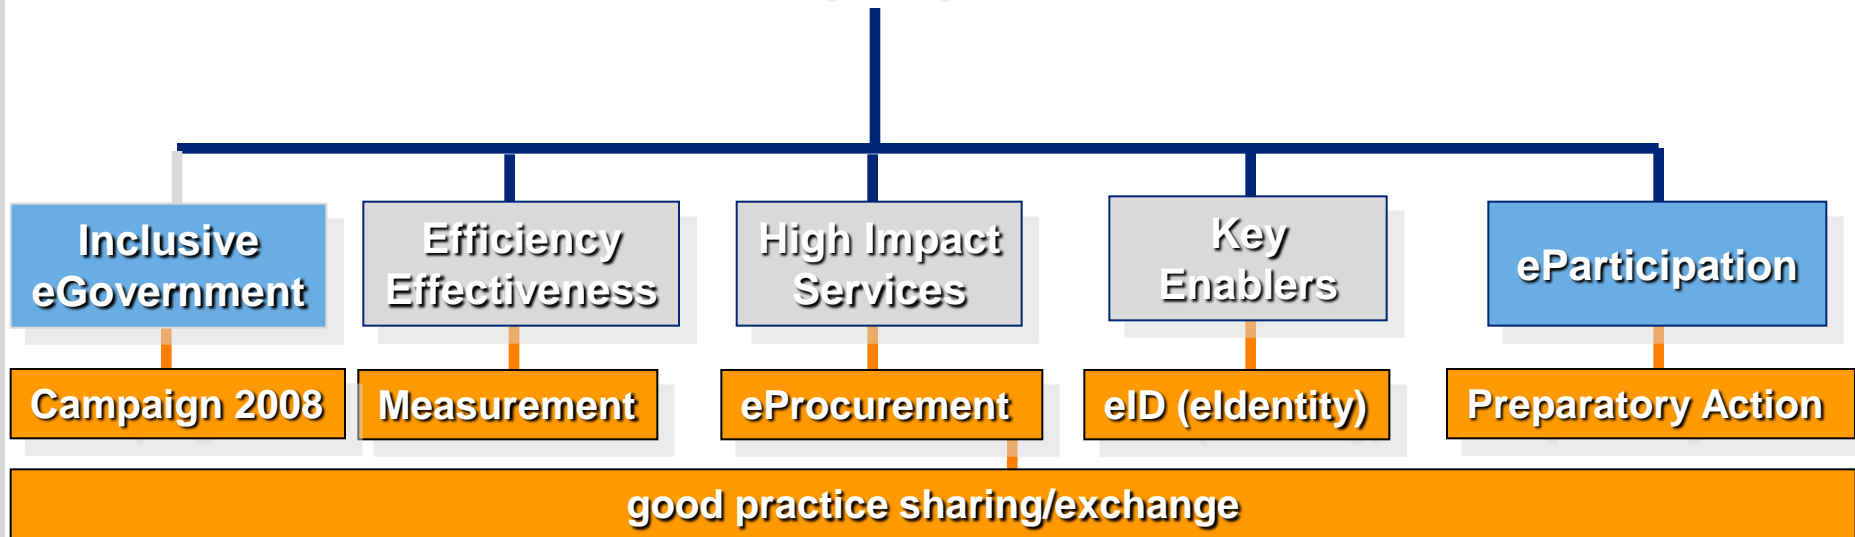 Inclusive
eGovernment
Efficiency
Effectiveness
High Impact
Services
Key
Enablers
eParticipation
Campaign 2008
Measurement
eProcurement
eID (eIdentity)
Preparatory Action
good practice sharing/exchange